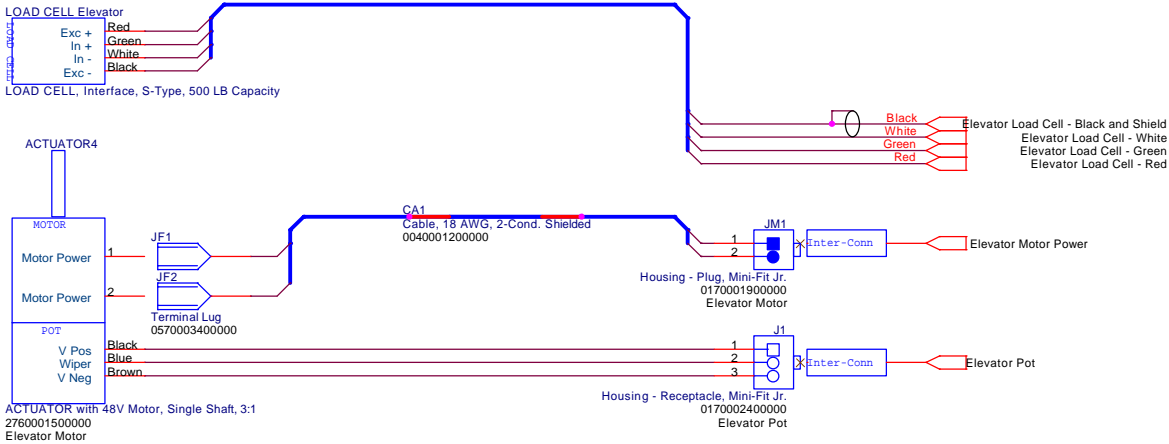 LOAD CELL Elevator
LOAD CELL
Exc +
In +
In -
Exc -
Red
Green
White
Black
LOAD CELL, Interface, S-Type, 500 LB Capacity
Black
White
Green
Red
Elevator Load Cell - Black and Shield
Elevator Load Cell - White
Elevator Load Cell - Green
Elevator Load Cell - Red
ACTUATOR4
MOTOR
Motor Power
1
Motor Power
2
JF1
JF2
Terminal Lug
0570003400000
CA1
Cable, 18 AWG, 2-Cond. Shielded
0040001200000
JM1
1
2
Inter-Conn
Elevator Motor Power
Housing - Plug, Mini-Fit Jr.
0170001900000
Elevator Motor
POT
V Pos
Wiper
V Neg
Black
Blue
Brown
J1
1
2
3
Inter-Conn
Elevator Pot
Housing - Receptacle, Mini-Fit Jr.
0170002400000
Elevator Pot
ACTUATOR with 48V Motor, Single Shaft, 3:1
2760001500000
Elevator Motor